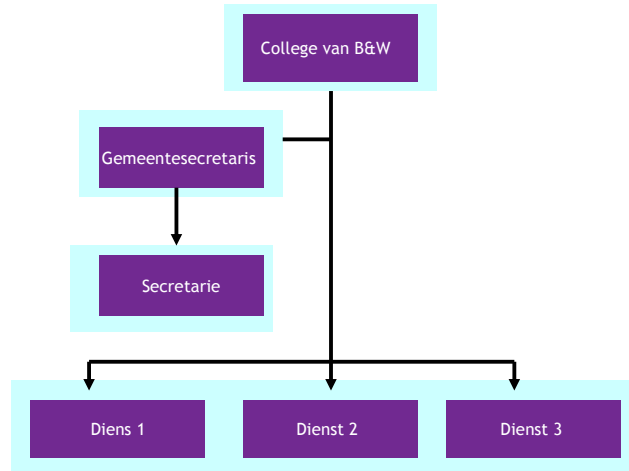 College van B&W
Gemeentesecretaris
Secretarie
Diens 1
Dienst 2
Dienst 3